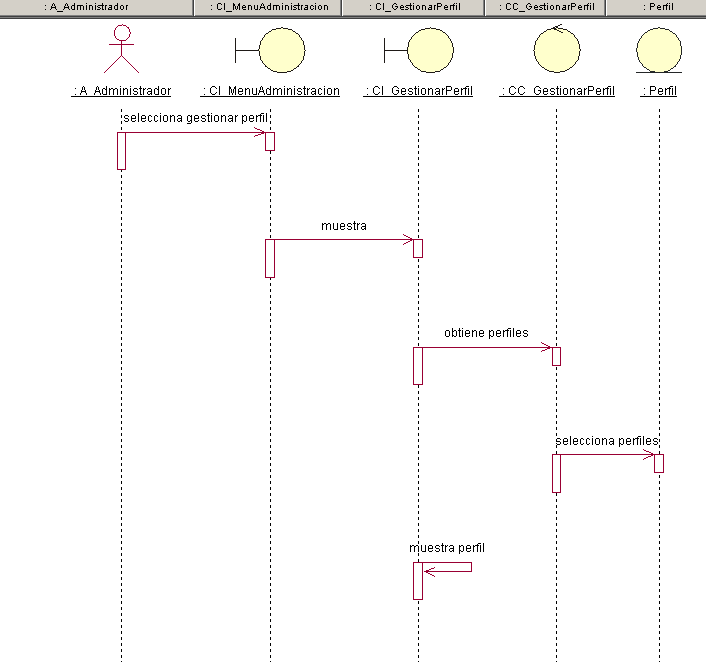 : A_Administrador : CI_MenuAdministracion : CI_GestionarPerfil : CC_GestionarPerfil : Perfil
: A_Administrador : CI_MenuAdministracion : CI_GestionarPerfil : CC_GestionarPerfil : Perfil
selecciona gestionar perfil
muestra
obtiene perfiles
selecciona perfiles
muestra perfil